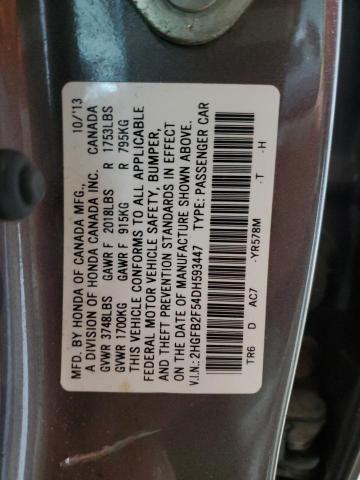 MFD. BY HONDA OF CANADA MFG., 10/'13
A DIVISION OF HONDA CANADA INC. CANADA
GVWR 3748LBS GAWR F 2018LBS R 1753LBS
GVWR 1700KG GAWR F 915KG R 795KG
THIS VEHICLE CONFORMS TO ALL APPLICABLE
FEDERAL MOTOR VEHICLE SAFETY, BUMPER,
AND THEFT PREVENTION STANDARDS IN EFFECT
ON THE DATE OF MANUFACTURE SHOWN ABOVE.
V.I.N.: 2HGFB2F54DH593447 TYPE: PASSENGER CAR
TR6 D AC7 -YR578M -T -H